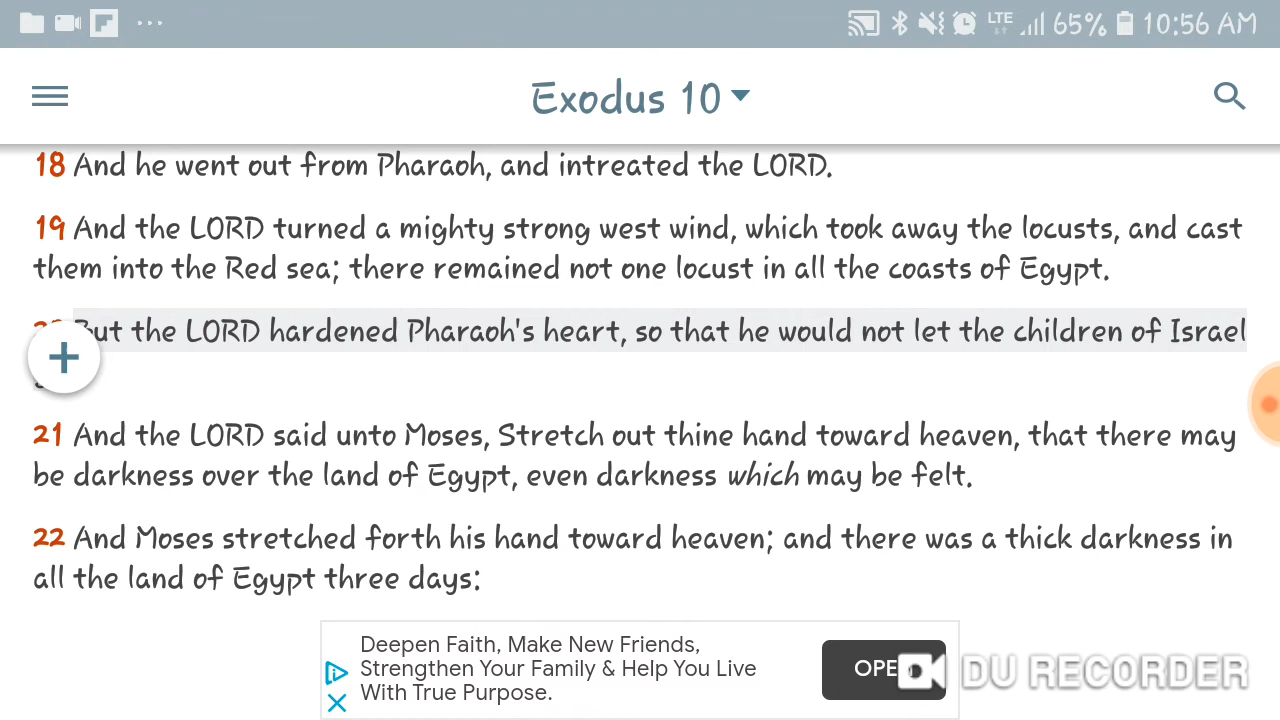 LTE 65% 10:56 AM
Exodus 10
18 And he went out from Pharaoh, and intreated the LORD.
19 And the LORD turned a mighty strong west wind, which took away the locusts, and cast
them into the Red sea; there remained not one locust in all the coasts of Egypt.
But the LORD hardened Pharaoh's heart, so that he would not let the children of Israel
21 And the LORD said unto Moses, Stretch out thine hand toward heaven, that there may
be darkness over the land of Egypt, even darkness which may be felt.
22 And Moses stretched forth his hand toward heaven; and there was a thick darkness in
all the land of Egypt three days:
Deepen Faith, Make New Friends,
Strengthen Your Family & Help You Live
With True Purpose.
OPE
DU RECORDER